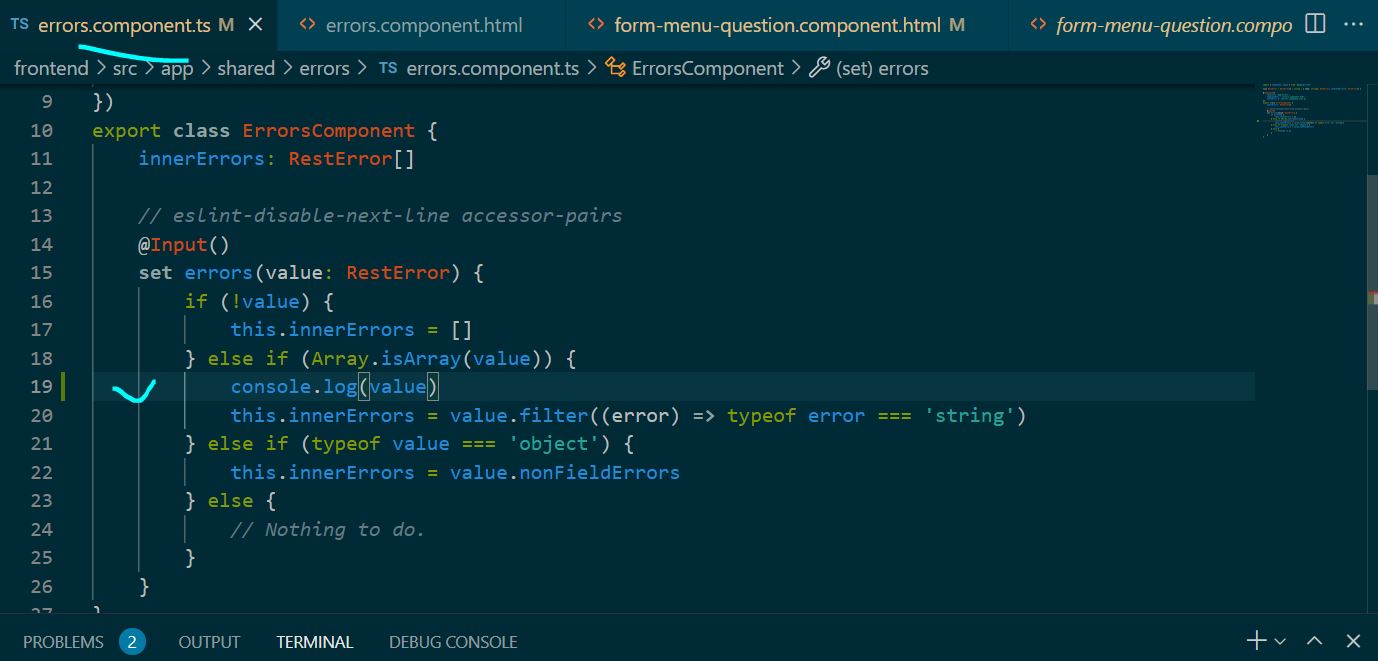 TS errors.component.ts M × <> errors.component.html <> form-menu-question.component.html M <> form-menu-question.compo ...
frontend > src > app > shared > errors > TS errors.component.ts > ErrorsComponent > (set) errors
9 })
10 export class ErrorsComponent {
11 innerErrors: RestError[]
12
13 // eslint-disable-next-line accessor-pairs
14 @Input()
15 set errors(value: RestError) {
16 if (!value) {
17 this.innerErrors = []
18 } else if (Array.isArray(value)) {
19 console.log(value)
20 this.innerErrors = value.filter((error) => typeof error === 'string')
21 } else if (typeof value === 'object') {
22 this.innerErrors = value.nonFieldErrors
23 } else {
24 // Nothing to do.
25 }
26 }
27 }
PROBLEMS 2 OUTPUT TERMINAL DEBUG CONSOLE